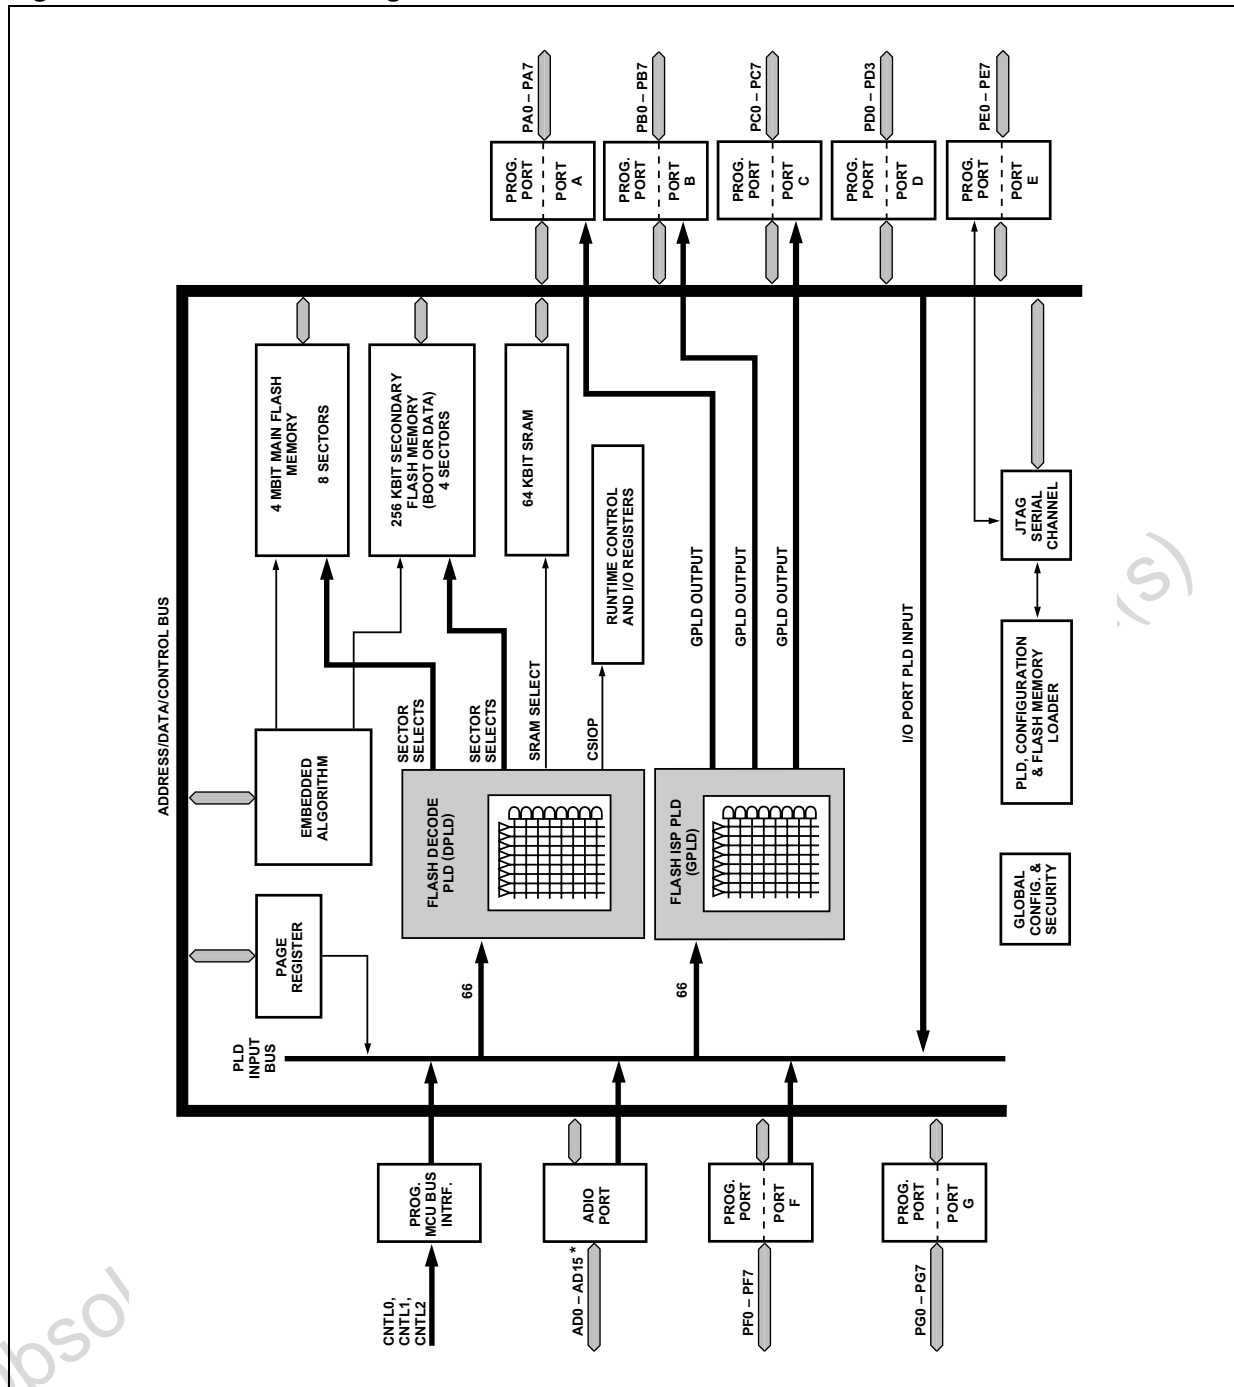 PROG.
PORT
PORT
A
PA0 – PA7
PROG.
PORT
PORT
B
PB0 – PB7
PROG.
PORT
PORT
C
PC0 – PC7
PROG.
PORT
PORT
D
PD0 – PD3
PROG.
PORT
PORT
E
PE0 – PE7
ADDRESS/DATA/CONTROL BUS
4 MBIT MAIN FLASH
MEMORY
8 SECTORS
256 KBIT SECONDARY
FLASH MEMORY
(BOOT OR DATA)
4 SECTORS
64 KBIT SRAM
RUNTIME CONTROL
AND I/O REGISTERS
SECTOR
SELECTS
SECTOR
SELECTS
SRAM SELECT
CSIOP
GPLD OUTPUT
GPLD OUTPUT
GPLD OUTPUT
I/O PORT PLD INPUT
JTAG
SERIAL
CHANNEL
PLD, CONFIGURATION
& FLASH MEMORY
LOADER
GLOBAL
CONFIG. &
SECURITY
EMBEDDED
ALGORITHM
PAGE
REGISTER
FLASH DECODE
PLD (DPLD)
FLASH ISP PLD
(GPLD)
66
66
PLD
INPUT
BUS
PROG.
MCU BUS
INTRF.
CNTL0,
CNTL1,
CNTL2
ADIO
PORT
AD0 – AD15 *
PROG.
PORT
PORT
F
PF0 – PF7
PROG.
PORT
PORT
G
PG0 – PG7